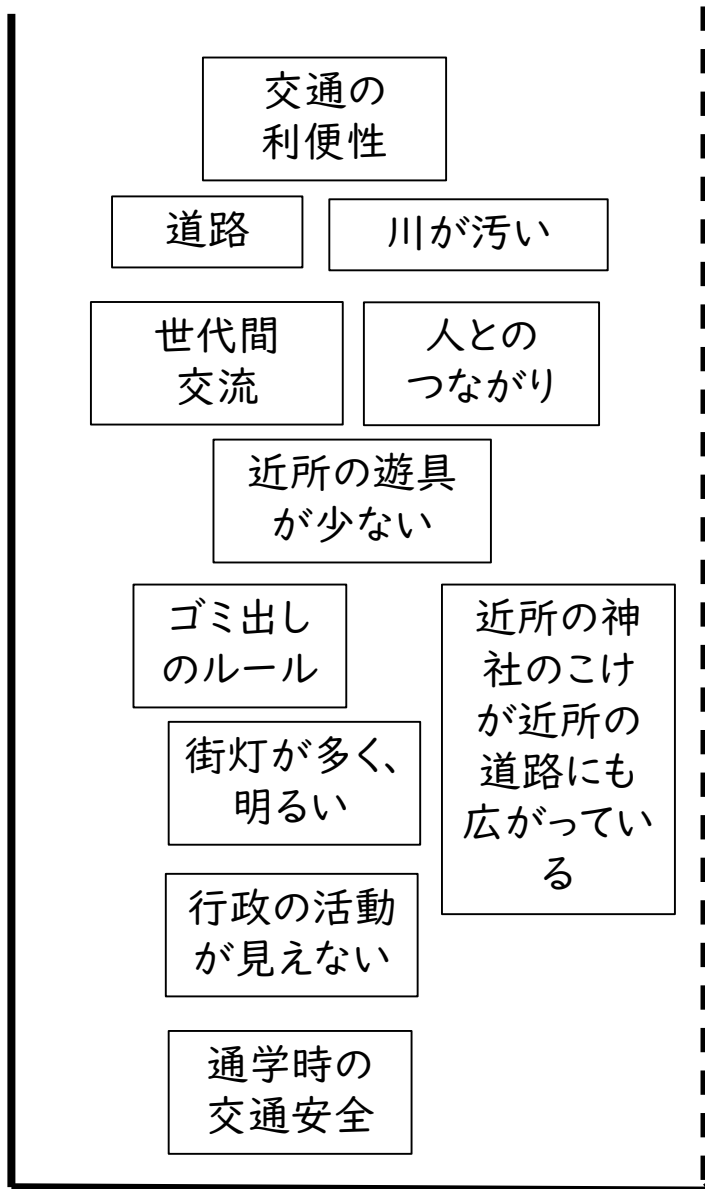 交通の
利便性
道路
川が汚い
世代間
交流
人との
つながり
近所の遊具
が少ない
ゴミ出し
のルール
近所の神
社のこけ
が近所の
道路にも
広がってい
る
街灯が多く、
明るい
行政の活動
が見えない
通学時の
交通安全